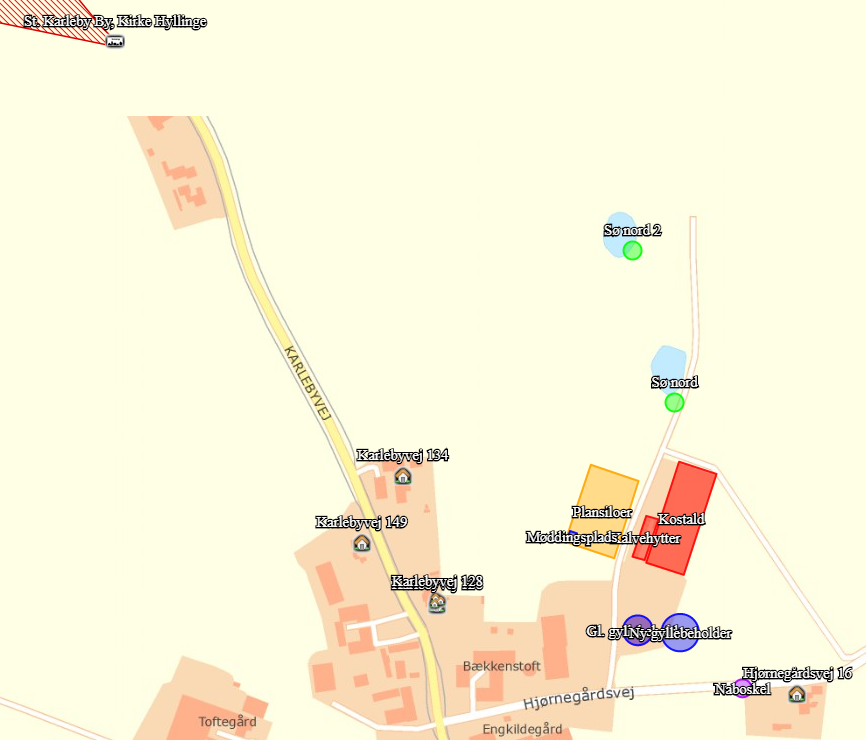 St. Karleby By, Kirke Hyllinge
Sø nord 2
KARLEBYVEJ
Sø nord
Karlebyvej 134
Plansiloer
Kostald
Karlebyvej 149
Møddingsplads
Kalvehytter
Karlebyvej 128
Gl. gyllebeholder
Ny gyllebeholder
Bækkenstoft
Hjørnegårdsvej 16
Naboskel
Hjørnegårdsvej
Toftegård
Engkildegård